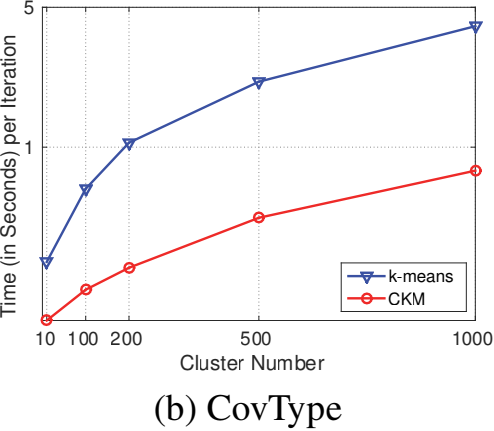 5
1
Time (in Seconds) per Iteration
k-means
CKM
10 100 200 500 1000
Cluster Number
(b) CovType